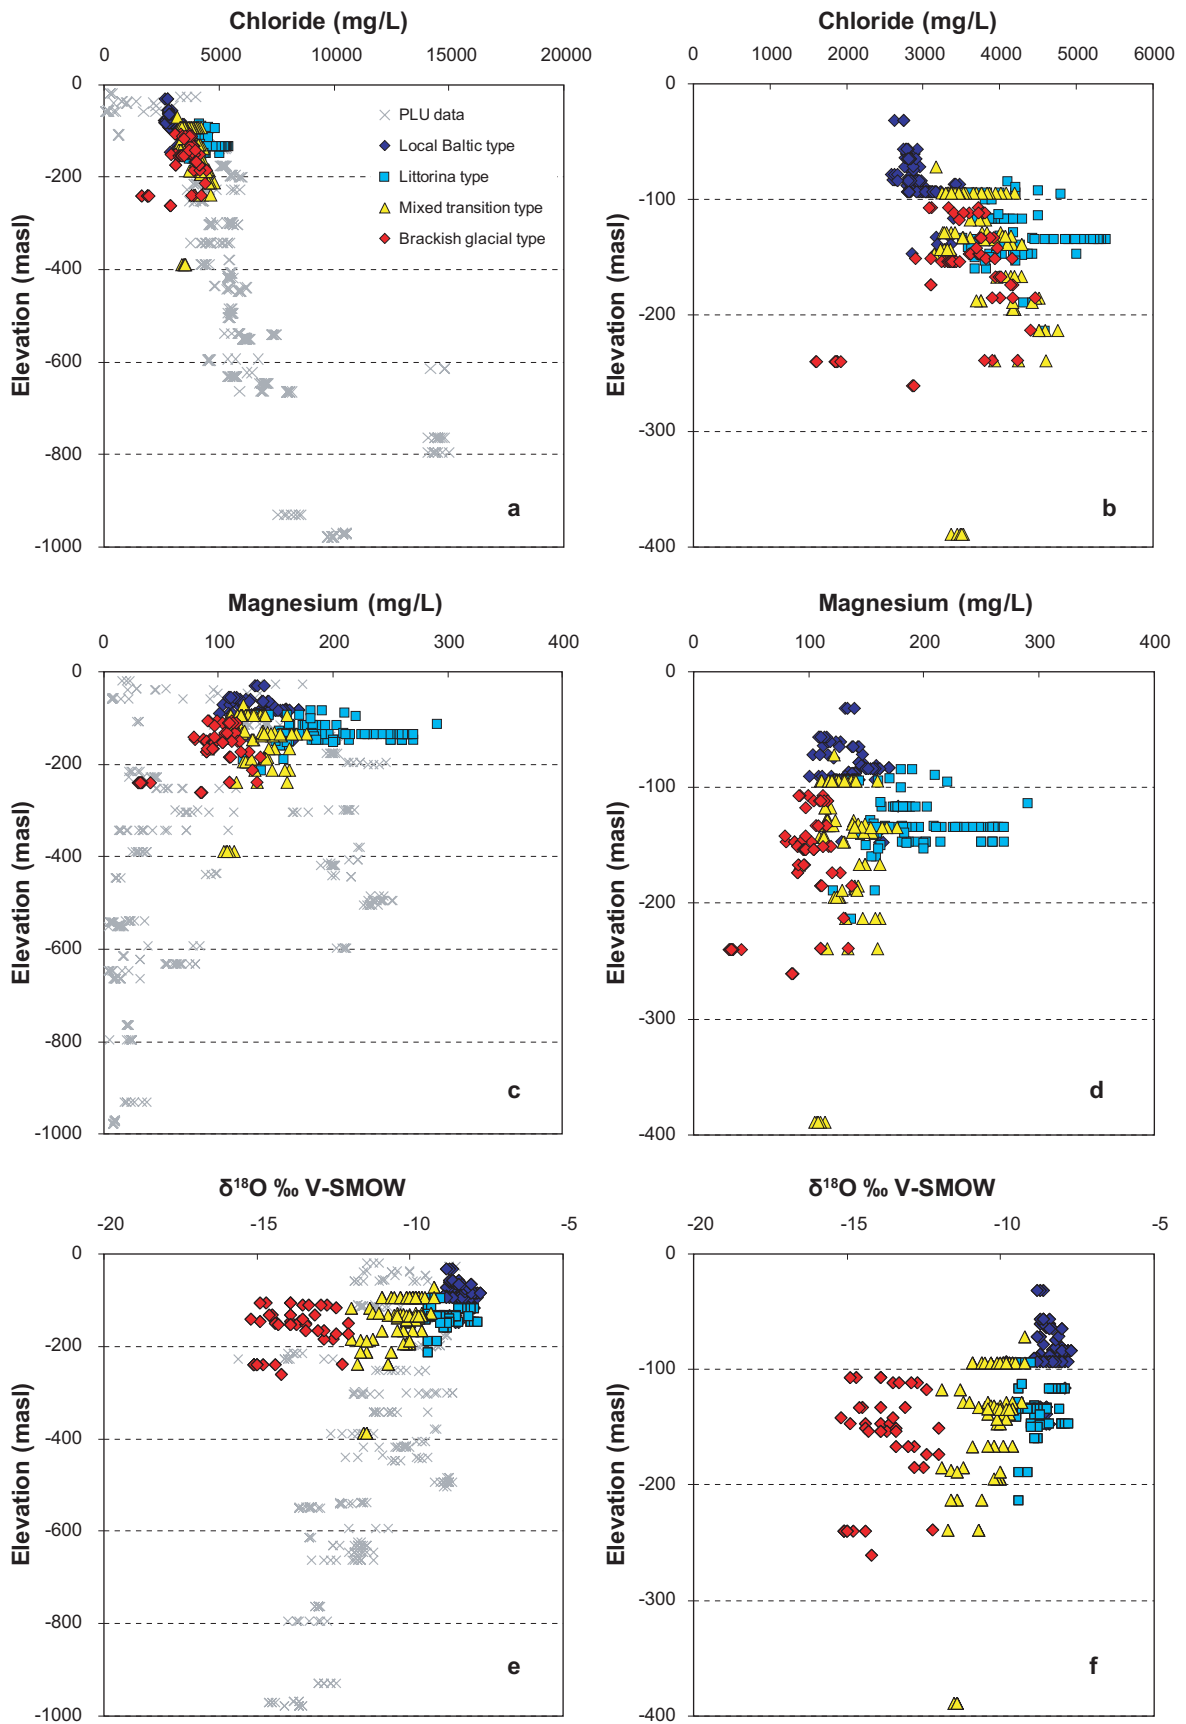 Chloride (mg/L)
0 5000 10000 15000 20000
0
-200
-400
-600
-800
-1000
Elevation (masl)
PLU data
Local Baltic type
Littorina type
Mixed transition type
Brackish glacial type
a
Chloride (mg/L)
0 1000 2000 3000 4000 5000 6000
0
-100
-200
-300
-400
Elevation (masl)
b
Magnesium (mg/L)
0 100 200 300 400
0
-200
-400
-600
-800
-1000
Elevation (masl)
c
Magnesium (mg/L)
0 100 200 300 400
0
-100
-200
-300
-400
Elevation (masl)
d
δ¹⁸O ‰ V-SMOW
-20 -15 -10 -5
0
-200
-400
-600
-800
-1000
Elevation (masl)
e
δ¹⁸O ‰ V-SMOW
-20 -15 -10 -5
0
-100
-200
-300
-400
Elevation (masl)
f